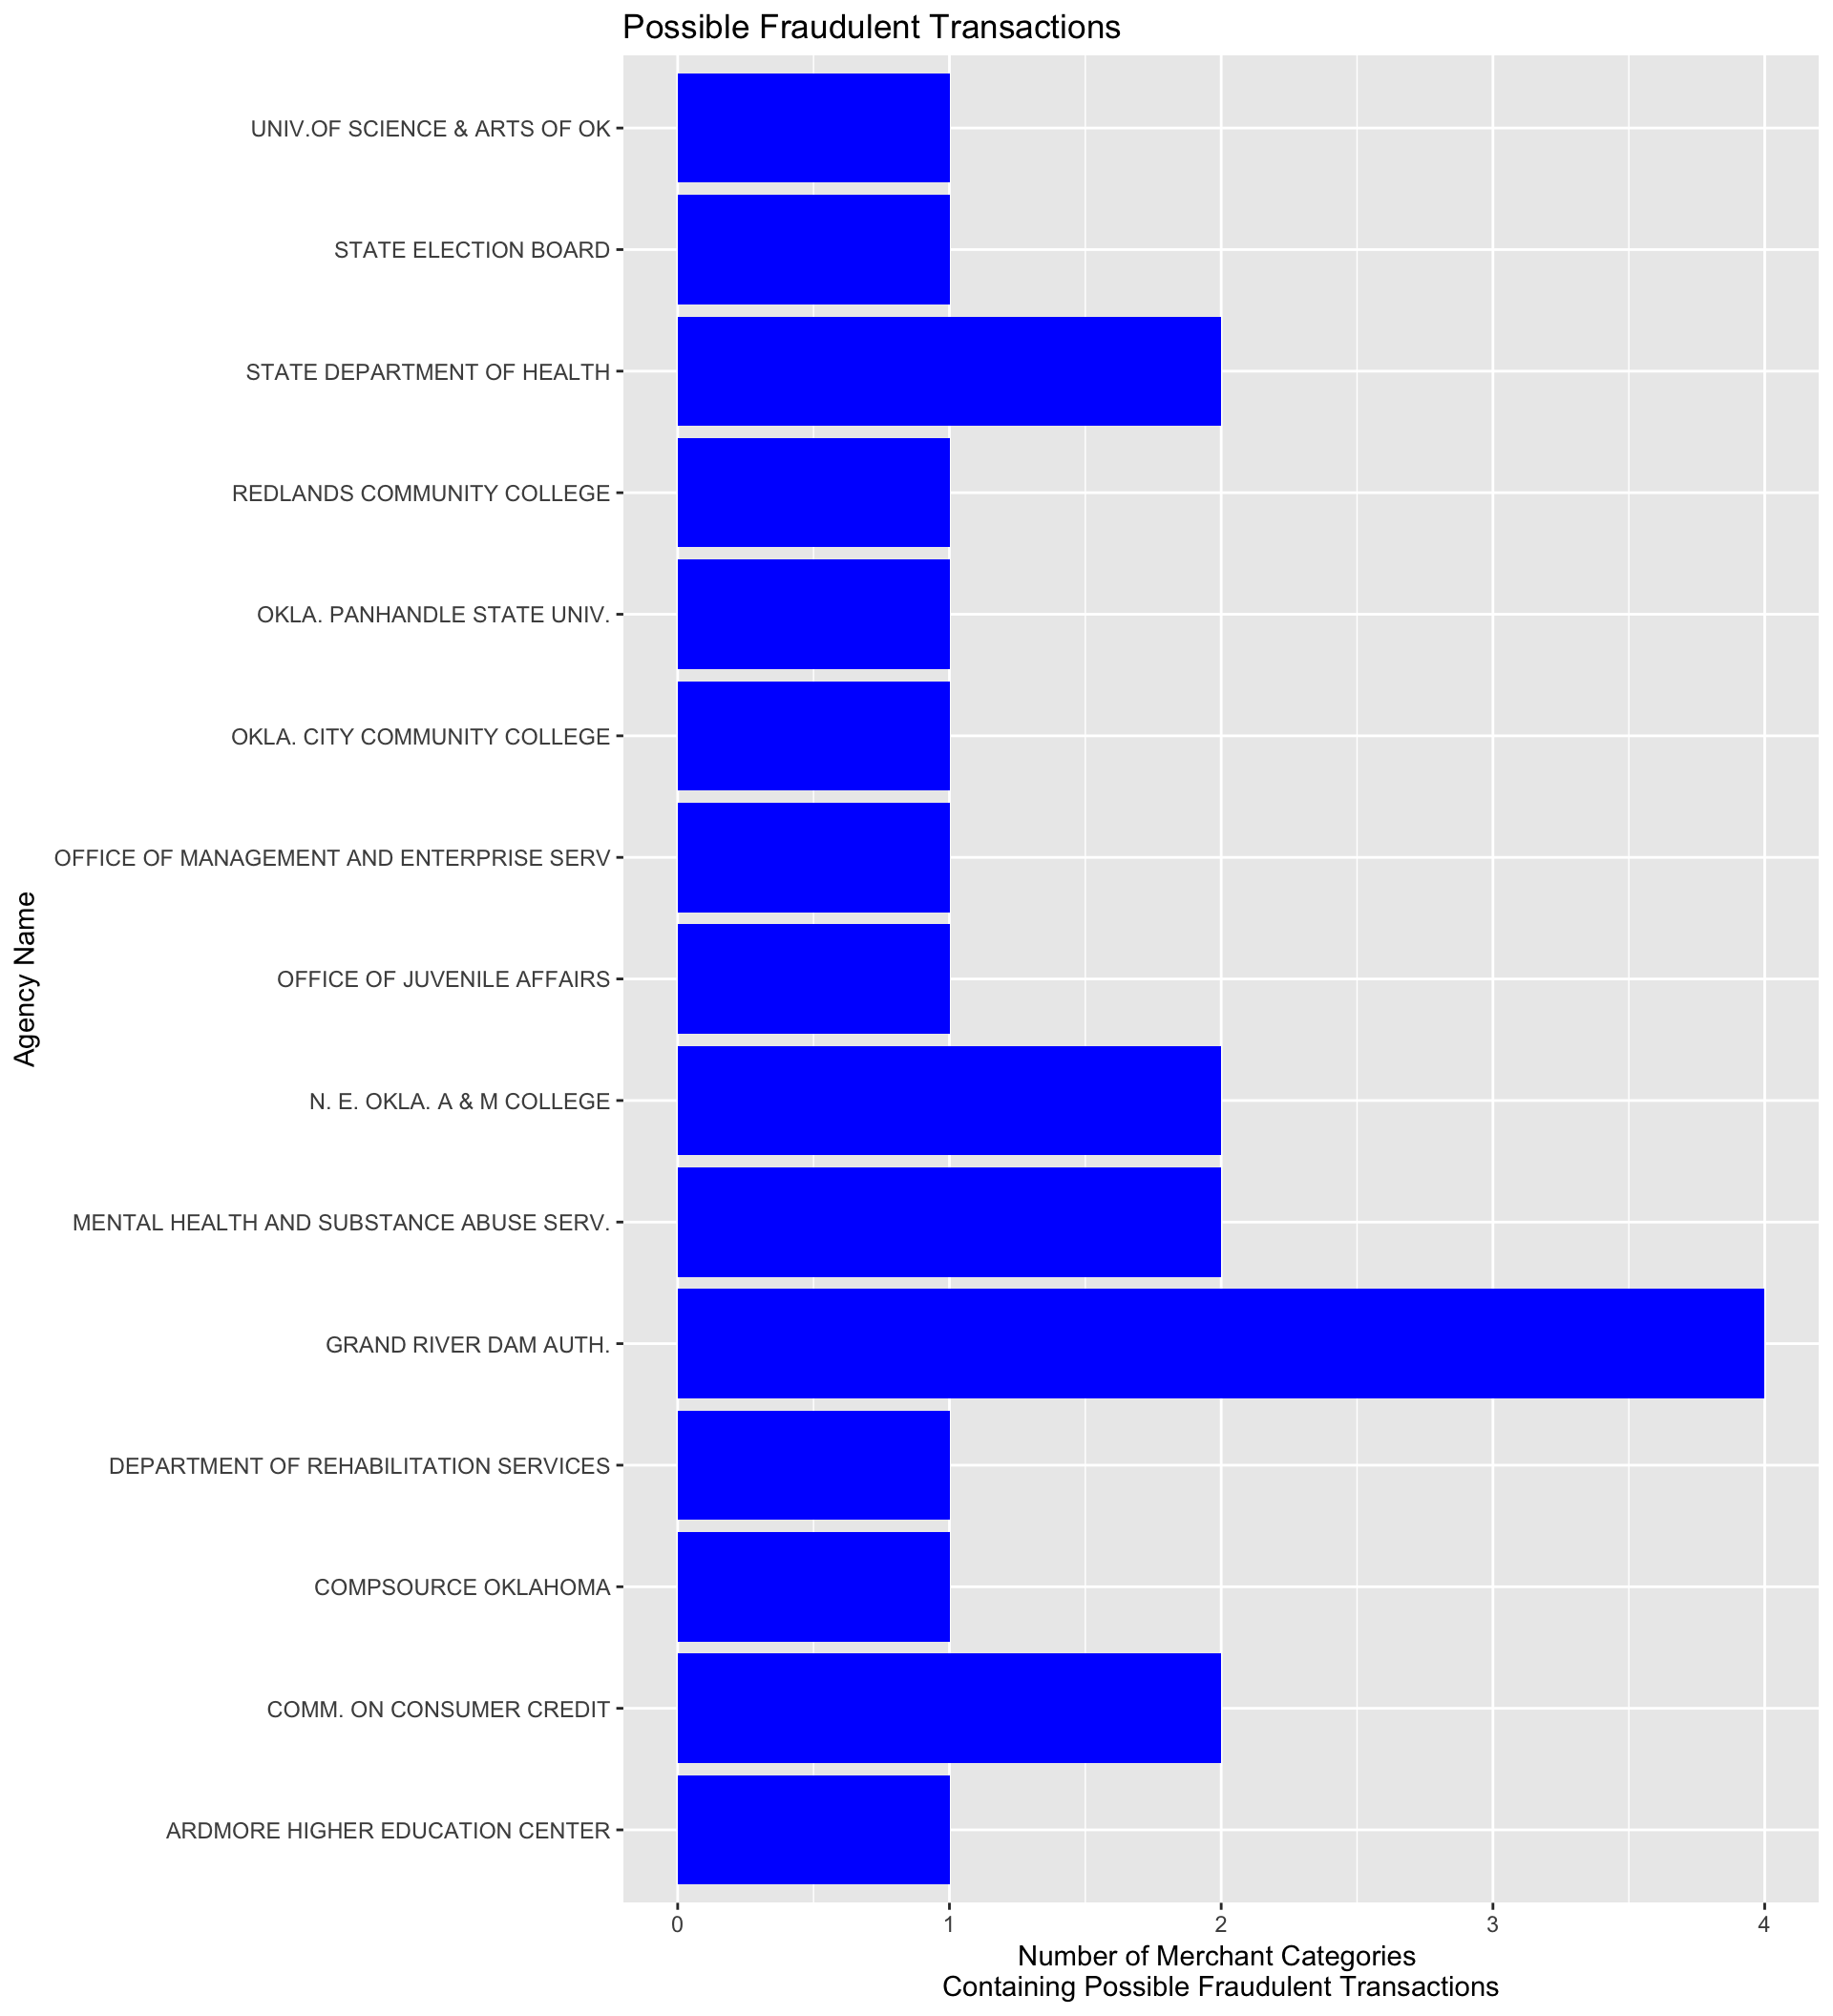 Possible Fraudulent Transactions
UNIV.OF SCIENCE & ARTS OF OK
STATE ELECTION BOARD
STATE DEPARTMENT OF HEALTH
REDLANDS COMMUNITY COLLEGE
OKLA. PANHANDLE STATE UNIV.
OKLA. CITY COMMUNITY COLLEGE
OFFICE OF MANAGEMENT AND ENTERPRISE SERV
OFFICE OF JUVENILE AFFAIRS
N. E. OKLA. A & M COLLEGE
MENTAL HEALTH AND SUBSTANCE ABUSE SERV.
GRAND RIVER DAM AUTH.
DEPARTMENT OF REHABILITATION SERVICES
COMPSOURCE OKLAHOMA
COMM. ON CONSUMER CREDIT
ARDMORE HIGHER EDUCATION CENTER
Agency Name
0 1 2 3 4
Number of Merchant Categories
Containing Possible Fraudulent Transactions